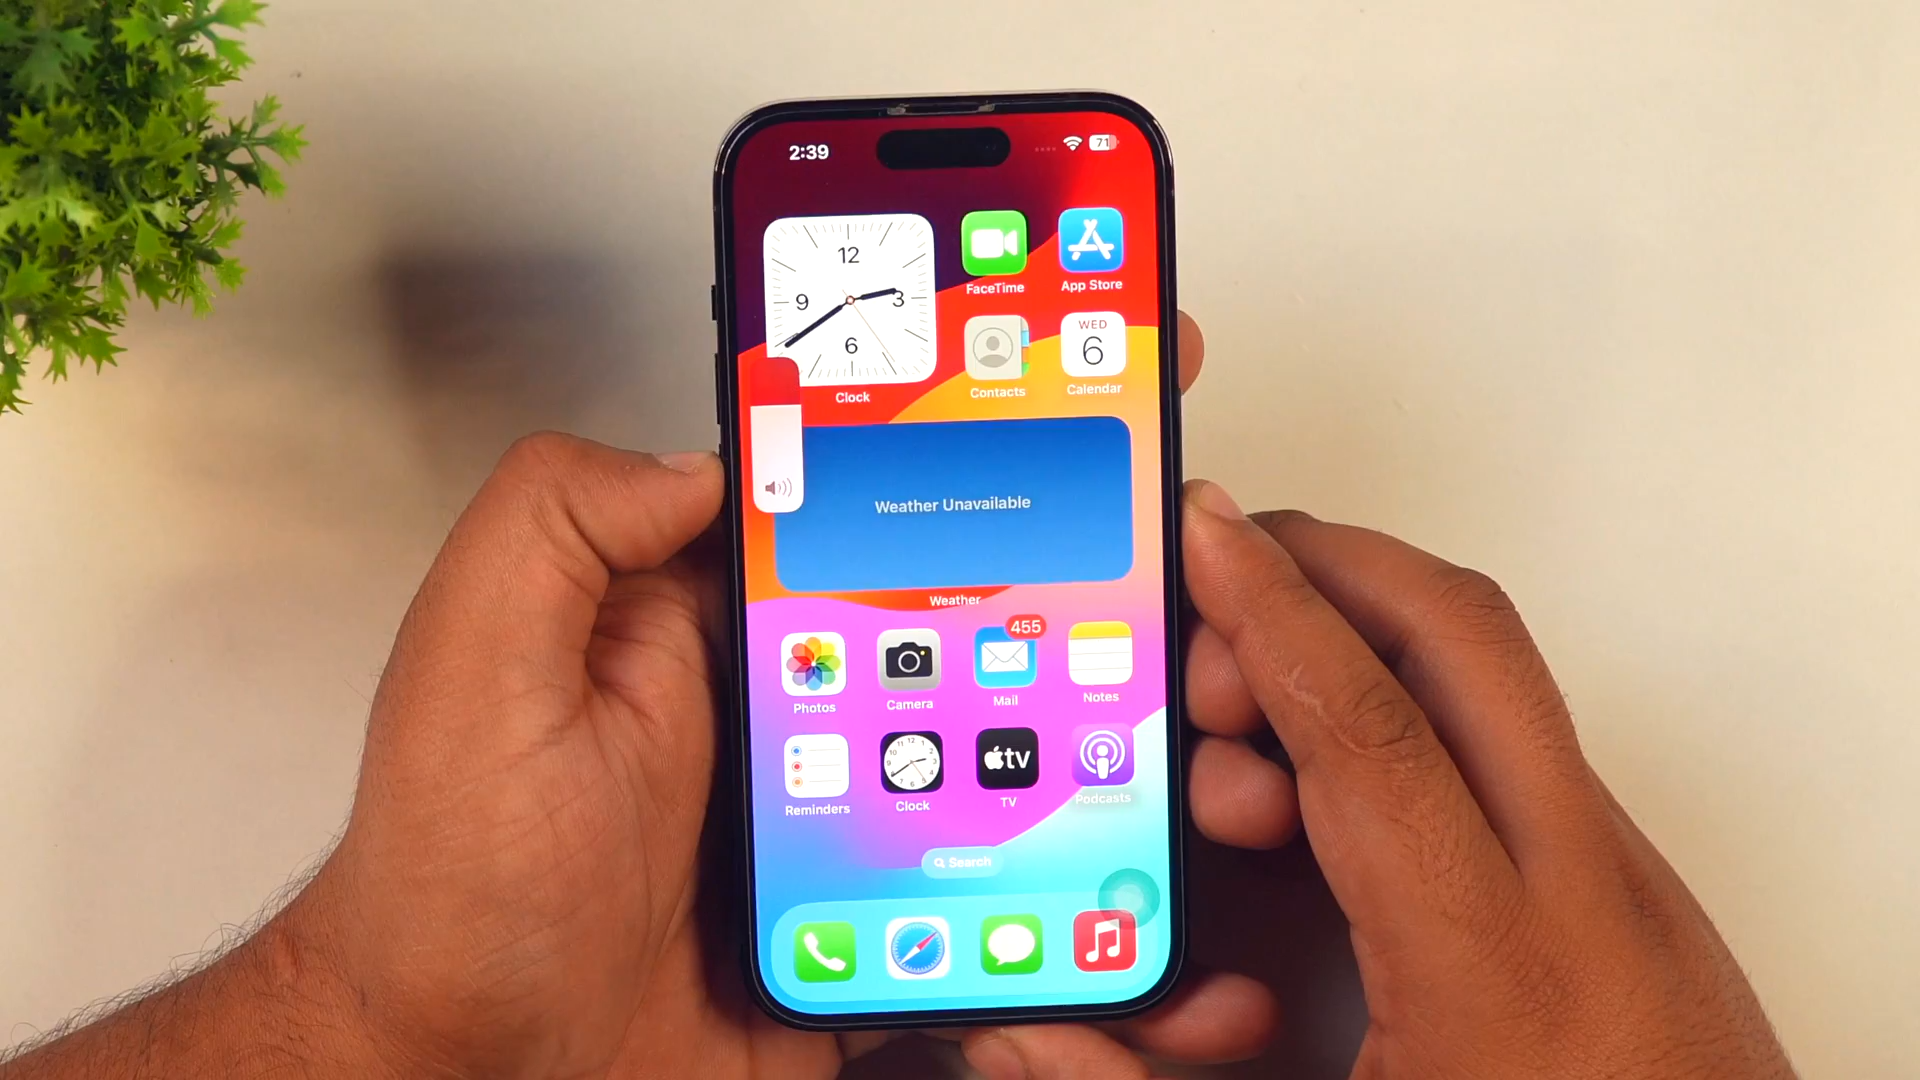 2:39
71
12
9
3
6
Clock
FaceTime
App Store
Contacts
WED
6
Calendar
Weather Unavailable
Weather
455
Photos
Camera
Mail
Notes
tv
Reminders
Clock
TV
Podcasts
Search